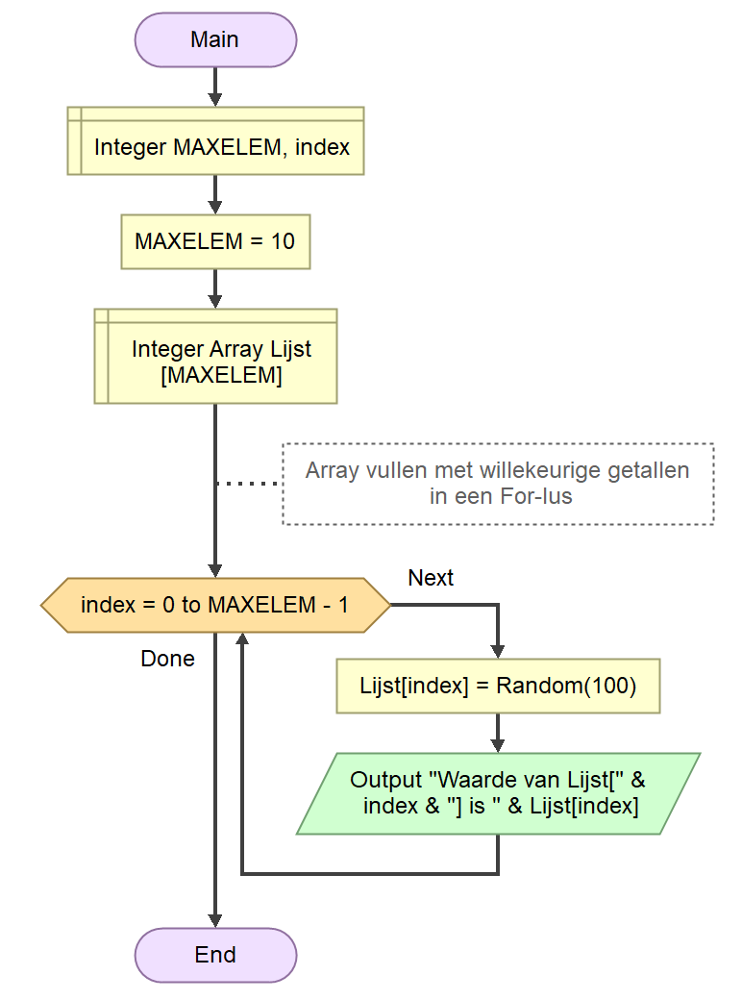 Main
Integer MAXELEM, index
MAXELEM = 10
Integer Array Lijst
[MAXELEM]
Array vullen met willekeurige getallen
in een For-lus
index = 0 to MAXELEM - 1
Next
Done
Lijst[index] = Random(100)
Output "Waarde van Lijst[" &
index & "] is " & Lijst[index]
End